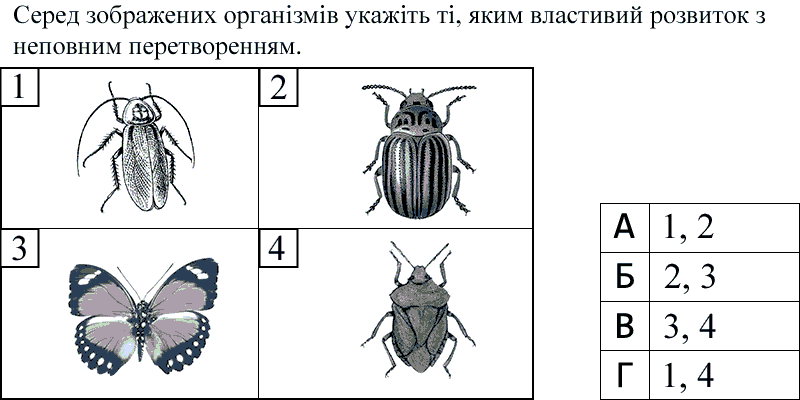 Серед зображених організмів укажіть ті, яким властивий розвиток з
неповним перетворенням.
1
2
3
4
А 1, 2
Б 2, 3
В 3, 4
Г 1, 4